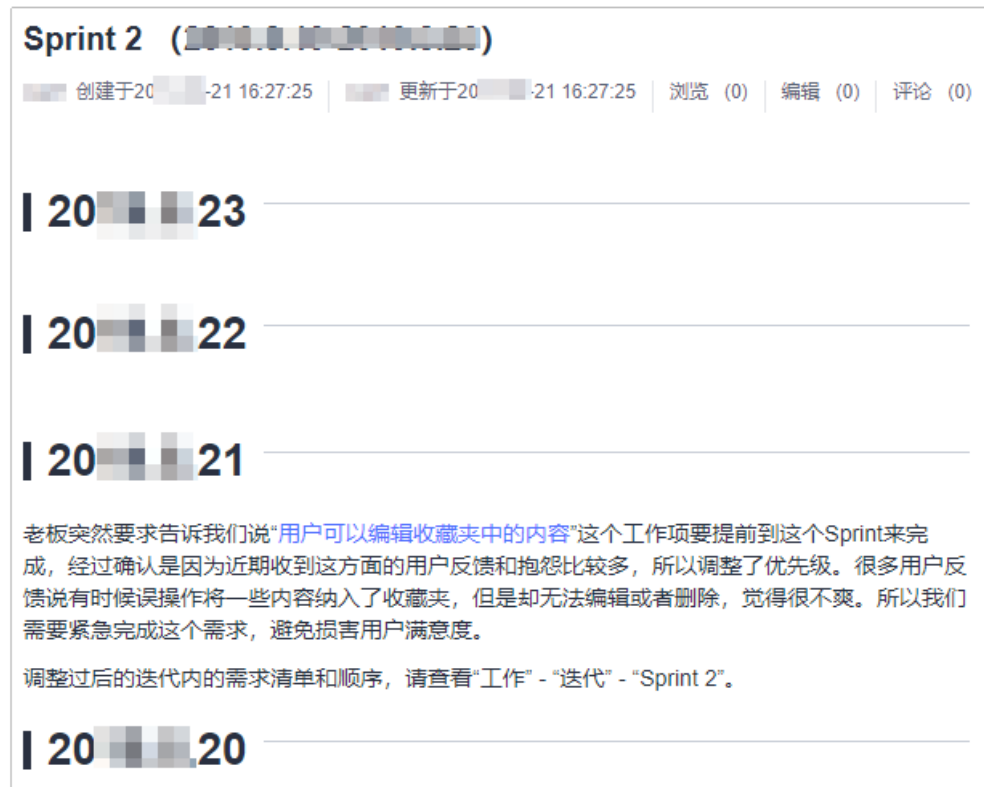 Sprint 2 （
创建于20 -21 16:27:25 更新于20 -21 16:27:25 浏览 (0) 编辑 (0) 评论 (0)
20 23
20 22
20 21
老板突然要求告诉我们说“用户可以编辑收藏夹中的内容”这个工作项要提前到这个Sprint来完
成，经过确认是因为近期收到这方面的用户反馈和抱怨比较多，所以调整了优先级。很多用户反
馈说有时候误操作将一些内容纳入了收藏夹，但是却无法编辑或者删除，觉得很不爽。所以我们
需要紧急完成这个需求，避免损害用户满意度。
调整过后的迭代内的需求清单和顺序，请查看“工作” - “迭代” - “Sprint 2”。
20 .20